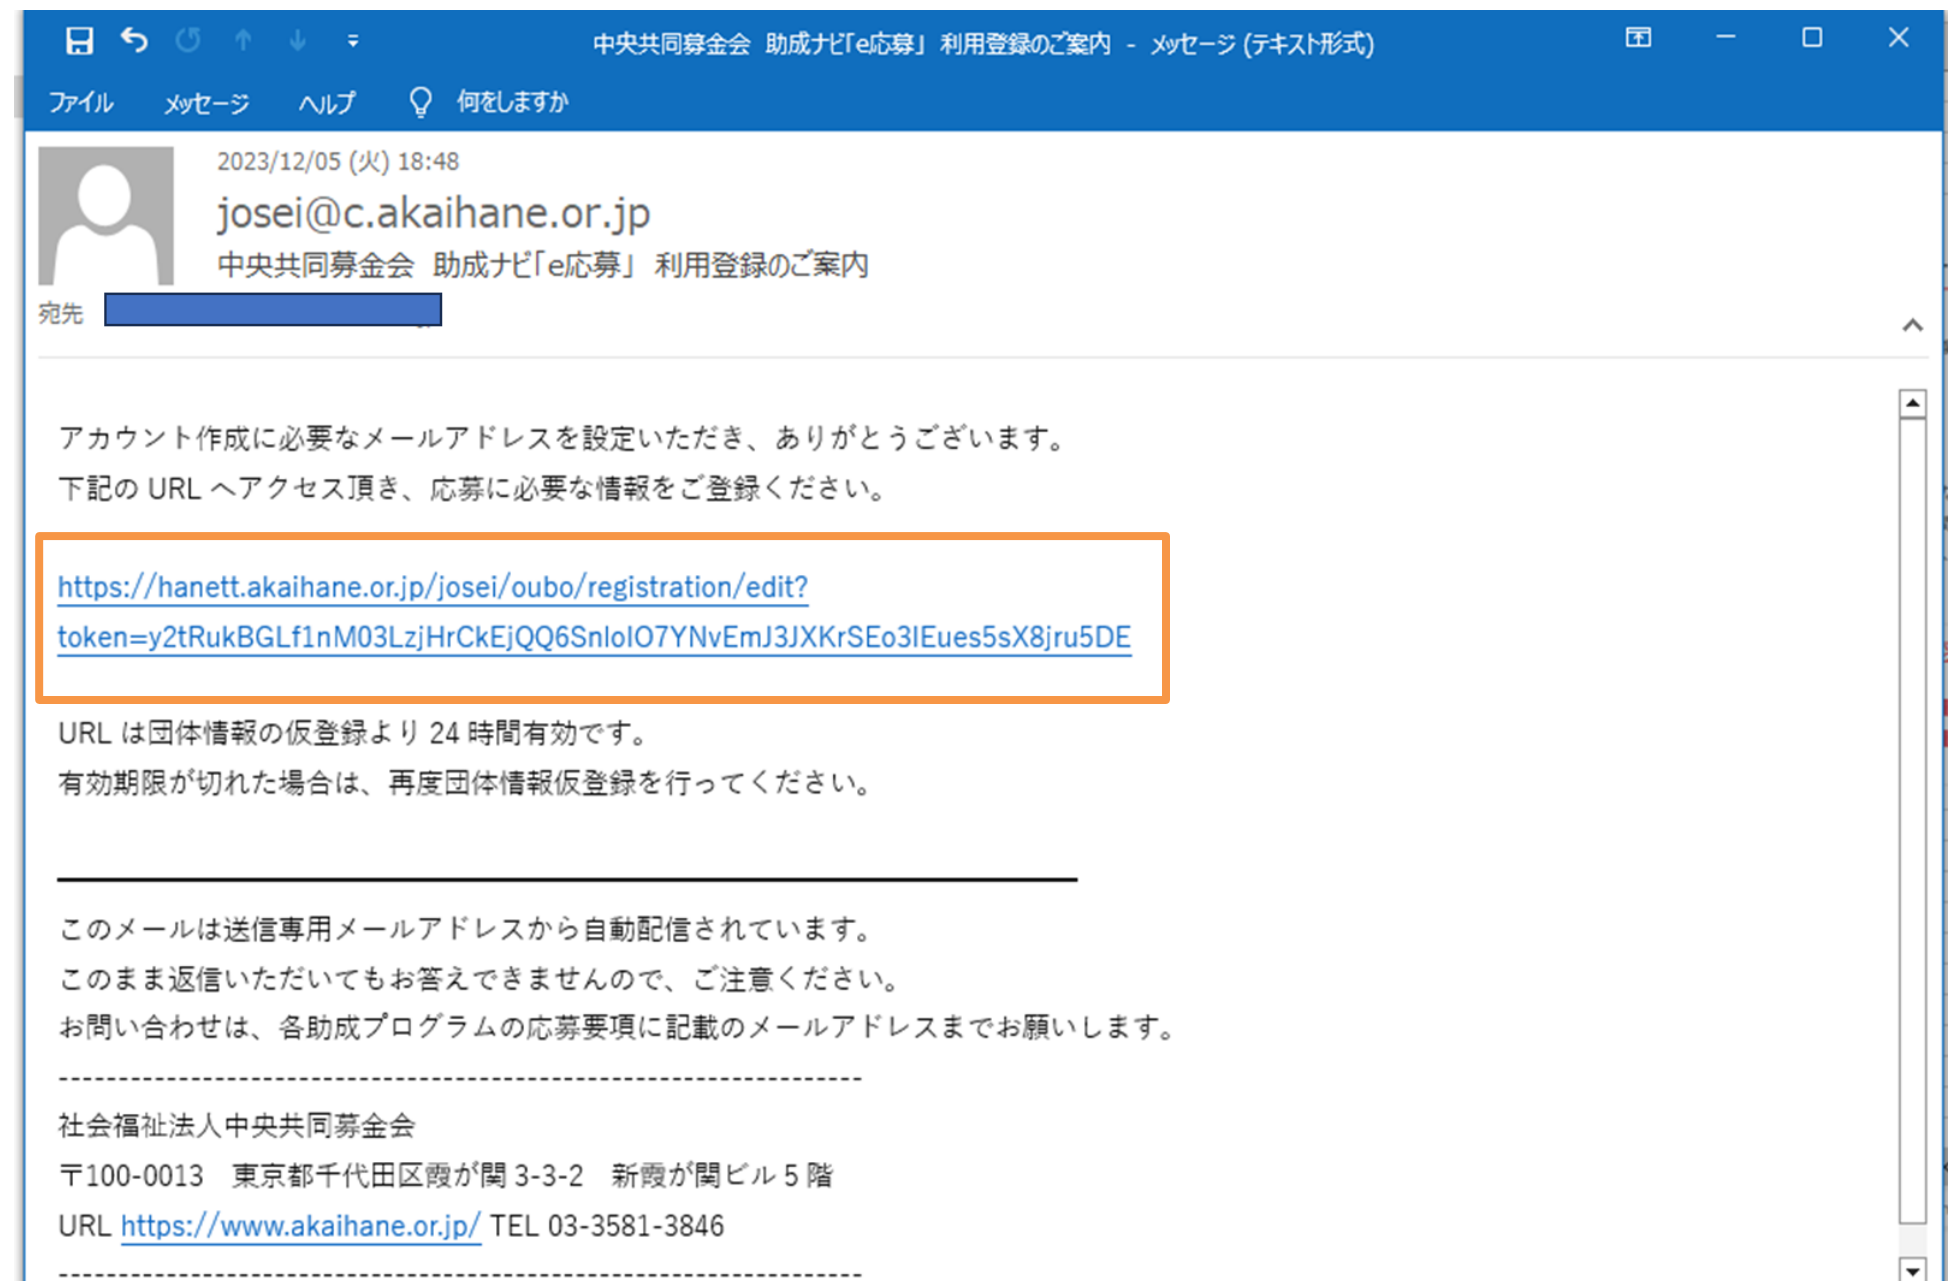 中央共同募金会 助成ナビ「e応募」 利用登録のご案内 - メッセージ (テキスト形式)
ファイル メッセージ ヘルプ 何をしますか
2023/12/05 (火) 18:48
josei@c.akaihane.or.jp
中央共同募金会 助成ナビ「e応募」 利用登録のご案内
宛先
アカウント作成に必要なメールアドレスを設定いただき、ありがとうございます。
下記の URL へアクセス頂き、応募に必要な情報をご登録ください。
https://hanett.akaihane.or.jp/josei/oubo/registration/edit?
token=y2tRukBGLf1nM03LzjHrCkEjQQ6SnloIO7YNvEmJ3JXKrSEo3IEues5sX8jru5DE
URL は団体情報の仮登録より 24 時間有効です。
有効期限が切れた場合は、再度団体情報仮登録を行ってください。
このメールは送信専用メールアドレスから自動配信されています。
このまま返信いただいてもお答えできませんので、ご注意ください。
お問い合わせは、各助成プログラムの応募要項に記載のメールアドレスまでお願いします。
-------------------------------------------------------------------
社会福祉法人中央共同募金会
〒100-0013 東京都千代田区霞が関 3-3-2 新霞が関ビル 5 階
URL https://www.akaihane.or.jp/ TEL 03-3581-3846
-------------------------------------------------------------------